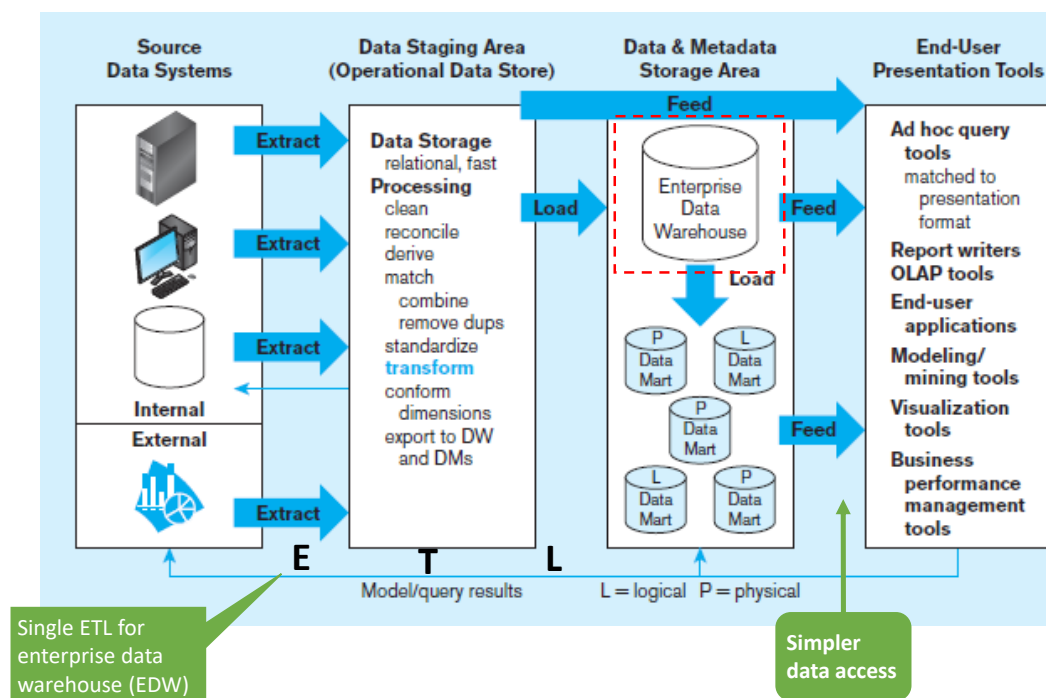 Source
Data Systems
Data Staging Area
(Operational Data Store)
Data & Metadata
Storage Area
End-User
Presentation Tools
Extract
Extract
Extract
Internal
External
Extract
Data Storage
relational, fast
Processing
clean
reconcile
derive
match
combine
remove dups
standardize
transform
conform
dimensions
export to DW
and DMs
Feed
Load
Enterprise
Data
Warehouse
Feed
Load
P
Data
Mart
L
Data
Mart
P
Data
Mart
L
Data
Mart
P
Data
Mart
Feed
Ad hoc query
tools
matched to
presentation
format
Report writers
OLAP tools
End-user
applications
Modeling/
mining tools
Visualization
tools
Business
performance
management
tools
E T L
Model/query results
L = logical P = physical
Single ETL for
enterprise data
warehouse (EDW)
Simpler
data access